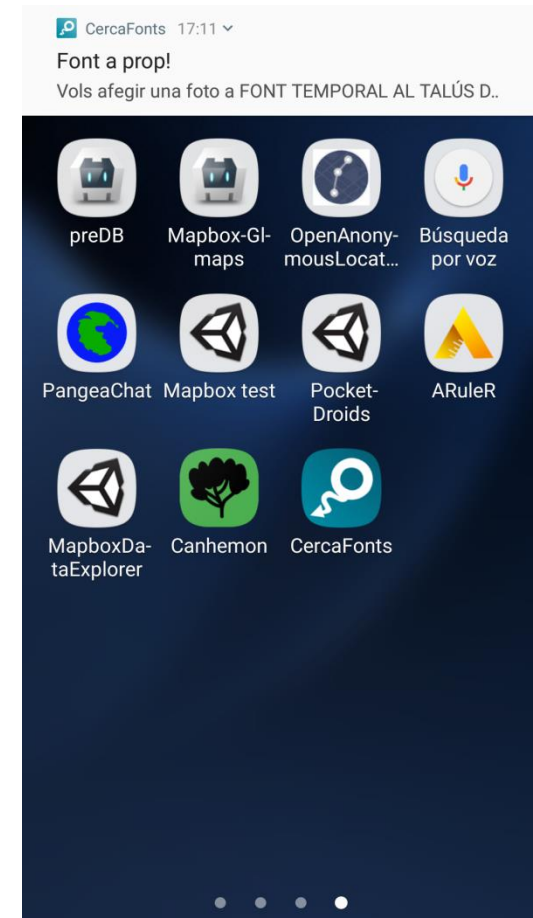 CercaFonts 17:11
Font a prop!
Vols afegir una foto a FONT TEMPORAL AL TALÚS D..
preDB
Mapbox-Gl-
maps
OpenAnony-
mousLocat...
Búsqueda
por voz
PangeaChat
Mapbox test
Pocket-
Droids
ARuleR
MapboxDa-
taExplorer
Canhemon
CercaFonts